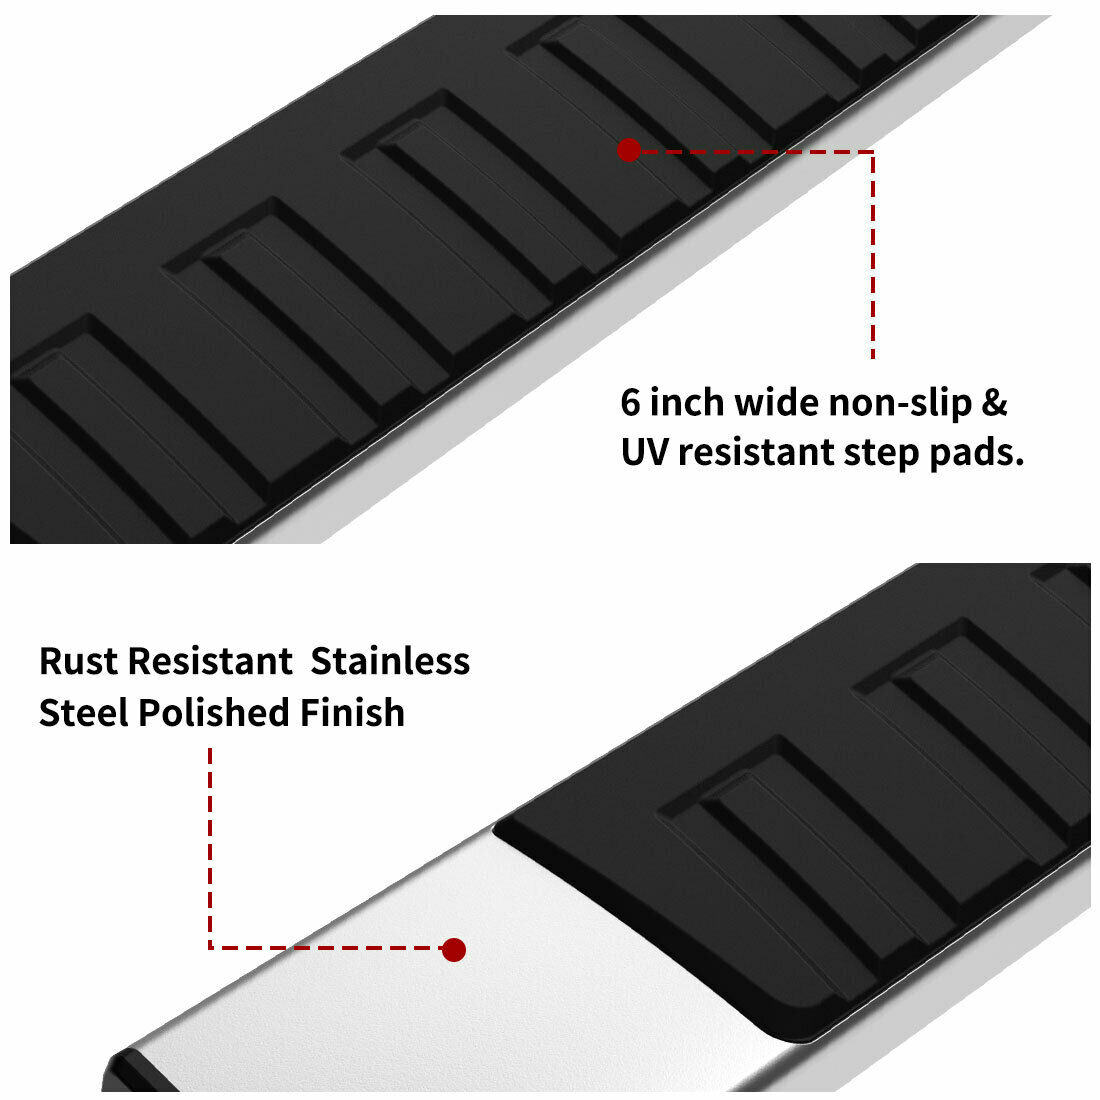 6 inch wide non-slip &
UV resistant step pads.
Rust Resistant  Stainless
Steel Polished Finish